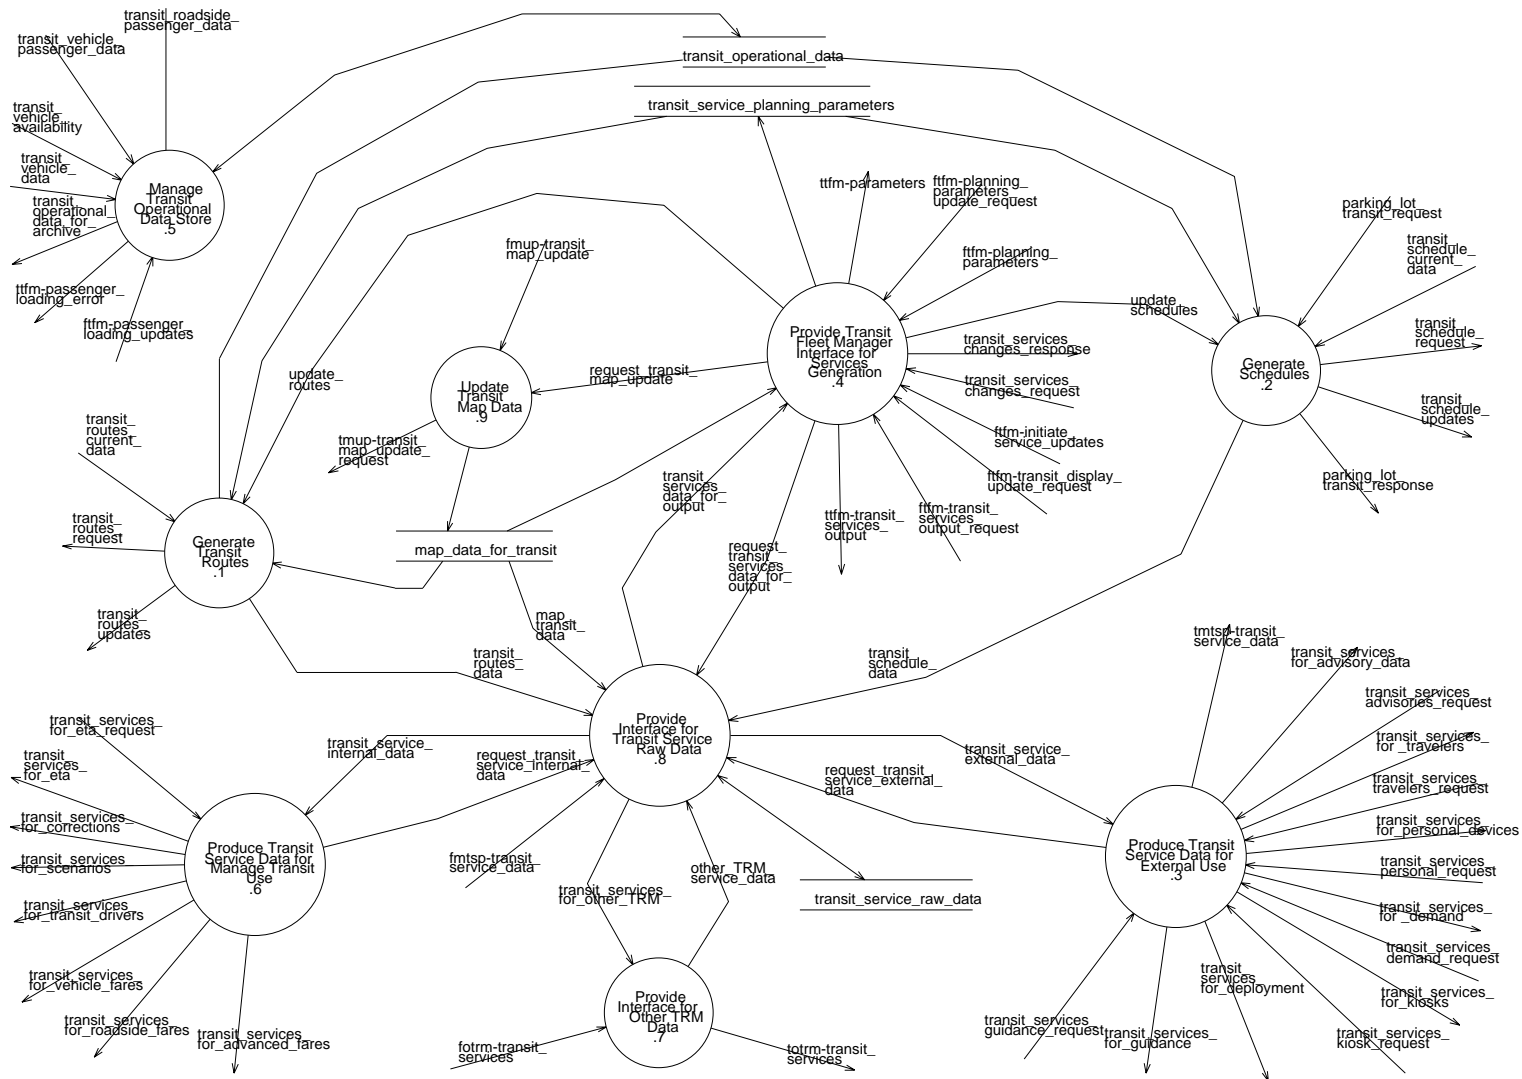 transit_roadside_
passenger_data
transit_vehicle_
passenger_data
transit_operational_data
transit_service_planning_parameters
transit_
vehicle_
availability
transit_
vehicle_
data
Manage
Transit
Operational
Data Store
.5
transit_
operational_
data_for_
archive
ttfm-passenger_
loading_error
ftfm-passenger_
loading_updates
ttfm-parameters
ftfm-planning_
parameters_
update_request
ftfm-planning_
parameters
parking_lot_
transit_request
transit_
schedule_
current_
data
fmup-transit_
map_update
update_
schedules
Provide Transit
Fleet Manager
Interface for
Services
Generation
.4
transit_services_
changes_response
transit_
schedule_
request_
Generate
Schedules
.2
update_
routes_
request_transit_
map_update
Update
Transit
Map Data
.9
transit_services_
changes_request
transit_
schedule_
updates
transit_
routes_
current_
data
tmup-transit_
map_update_
request
ftfm-initiate_
service_updates
ftfm-transit_display_
update_request
parking_lot_
transit_response
transit_
services_
data_for_
output
ttfm-transit_
services_
output
ftfm-transit_
services_
output_request
transit_
routes_
request
Generate
Transit
Routes
.1
map_data_for_transit
request_
transit_
services_
data_for_
output
transit_
routes_
updates
map_
transit_
data
transit_
routes_
data
transit_
schedule_
data
tmtsp-transit_
service_data
transit_services_
for_advisory_data
transit_services_
advisories_request
transit_services_
for_eta_request
transit_
services_
for_eta
transit_service_
internal_data
request_transit_
service_internal_
data
Provide
Interface for
Transit Service
Raw Data
.8
request_transit_
service_external_
data
transit_service_
external_data
transit_services_
for _travelers
transit_services_
travelers_request
transit_services_
for_corrections
transit_services_
for_scenarios
transit_services_
for_transit_drivers
Produce Transit
Service Data for
Manage Transit
Use
.6
fmtsp-transit_
service_data
transit_services_
for_other_TRM
other_TRM_
service_data
transit_service_raw_data
Produce Transit
Service Data for
External Use
.3
transit_services_
for_personal_devices
transit_services_
personal_request
transit_services_
for _demand
transit_services_
demand_request
transit_services_
for_vehicle_fares
transit_services_
for_roadside_fares
transit_services_
for_advanced_fares
Provide
Interface for
Other TRM
Data
.7
fotrm-transit_
services
totrm-transit_
services
transit_services_
guidance_request
transit_services_
for_guidance
transit_
services_
for_deployment
transit_services_
for_kiosks
transit_services_
kiosk_request